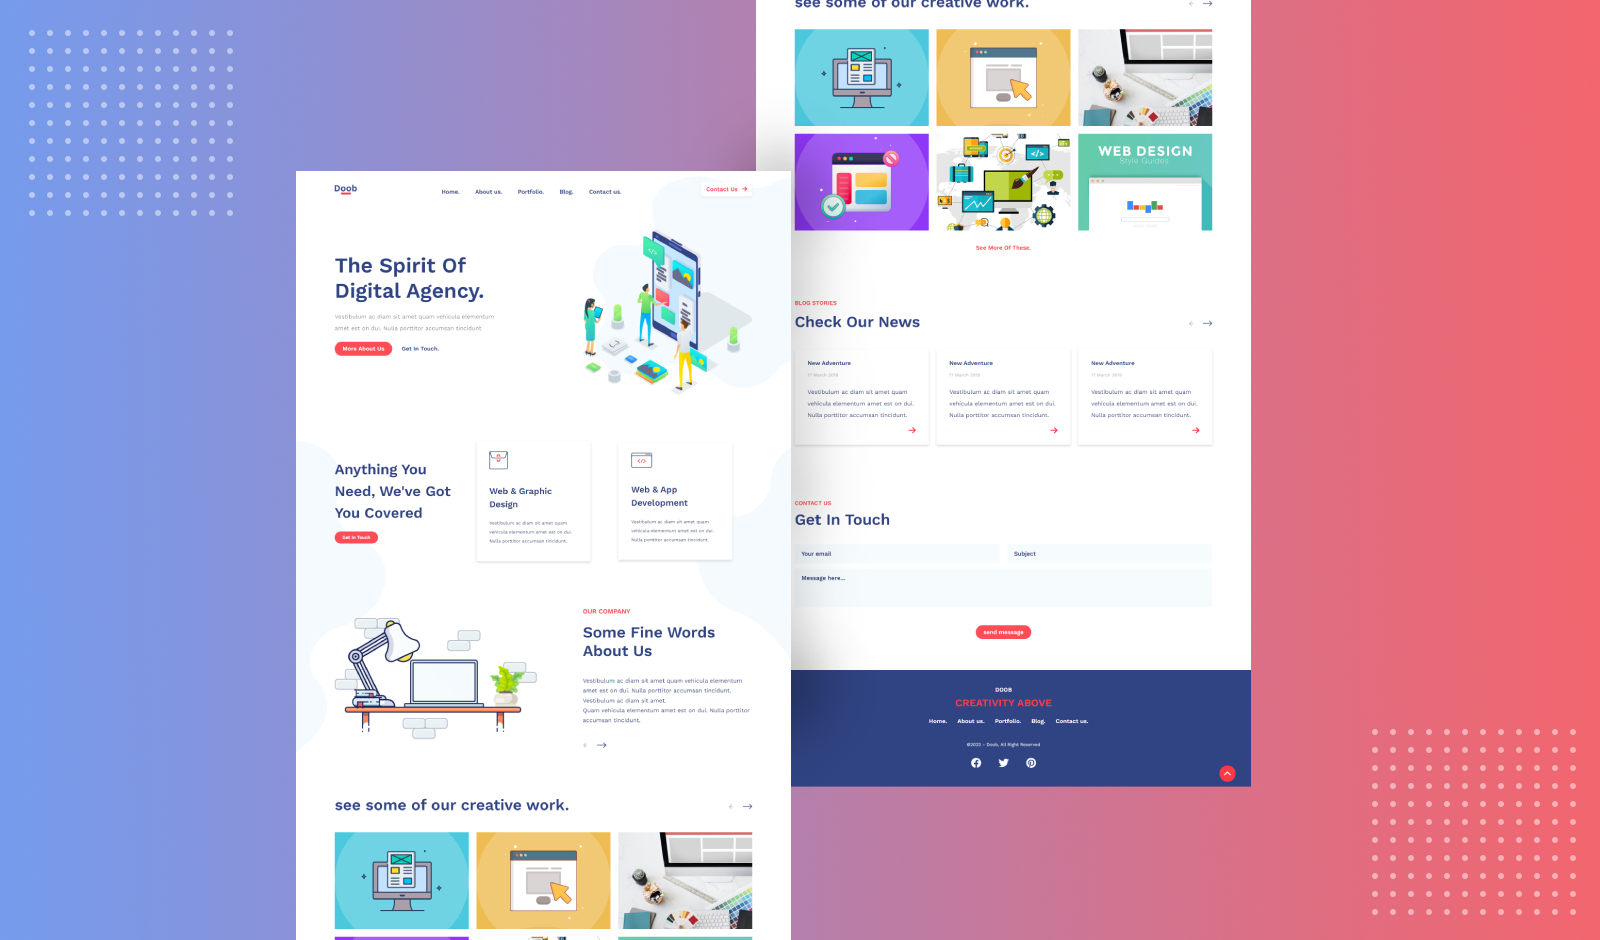 Doob
Home.
About us.
Portfolio.
Blog.
Contact us.
Contact Us
The Spirit Of
Digital Agency.
Vestibulum ac diam sit amet quam vehicula elementum
amet est on dui. Nulla porttitor accumsan tincidunt
More About Us
Get In Touch.
Anything You
Need, We've Got
You Covered
Get In Touch
Web & Graphic
Design
Vestibulum ac diam sit amet quam
vehicula elementum amet est on dui.
Nulla porttitor accumsan tincidunt.
Web & App
Development
Vestibulum ac diam sit amet quam
vehicula elementum amet est on dui.
Nulla porttitor accumsan tincidunt.
OUR COMPANY
Some Fine Words
About Us
Vestibulum ac diam sit amet quam vehicula elementum
amet est on dui. Nulla porttitor accumsan tincidunt.
Vestibulum ac diam sit amet.
Quam vehicula elementum amet est on dui. Nulla porttitor
accumsan tincidunt.
see some of our creative work.
see some of our creative work.
WEB DESIGN
Style Guides
See More Of These.
BLOG STORIES
Check Our News
New Adventure
17 March 2018
Vestibulum ac diam sit amet quam
vehicula elementum amet est on dui.
Nulla porttitor accumsan tincidunt.
New Adventure
17 March 2018
Vestibulum ac diam sit amet quam
vehicula elementum amet est on dui.
Nulla porttitor accumsan tincidunt.
New Adventure
17 March 2018
Vestibulum ac diam sit amet quam
vehicula elementum amet est on dui.
Nulla porttitor accumsan tincidunt.
CONTACT US
Get In Touch
Your email
Subject
Message here...
send message
DOOB
CREATIVITY ABOVE
Home.
About us.
Portfolio.
Blog.
Contact us.
©2022 - Doob, All Right Reserved